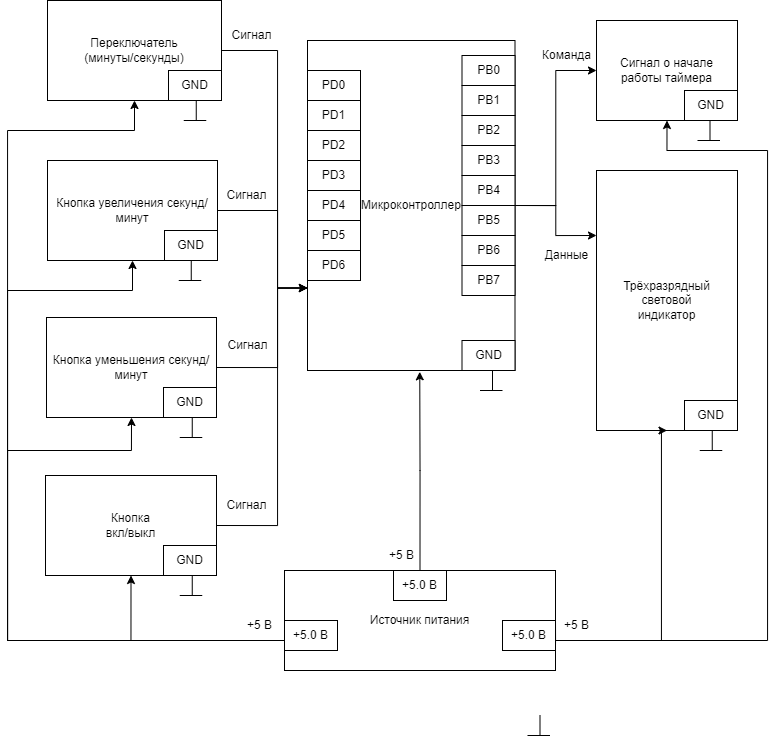 Переключатель
(минуты/секунды)
GND
Сигнал
Кнопка увеличения секунд/
минут
GND
Сигнал
Кнопка уменьшения секунд/
минут
GND
Сигнал
Кнопка
вкл/выкл
GND
Сигнал
PD0
PD1
PD2
PD3
PD4
PD5
PD6
Микроконтроллер
PB0
PB1
PB2
PB3
PB4
PB5
PB6
PB7
GND
Команда
Данные
Сигнал о начале
работы таймера
GND
Трёхразрядный
световой
индикатор
GND
+5 В
+5.0 В
Источник питания
+5 В
+5.0 В
+5.0 В
+5 В